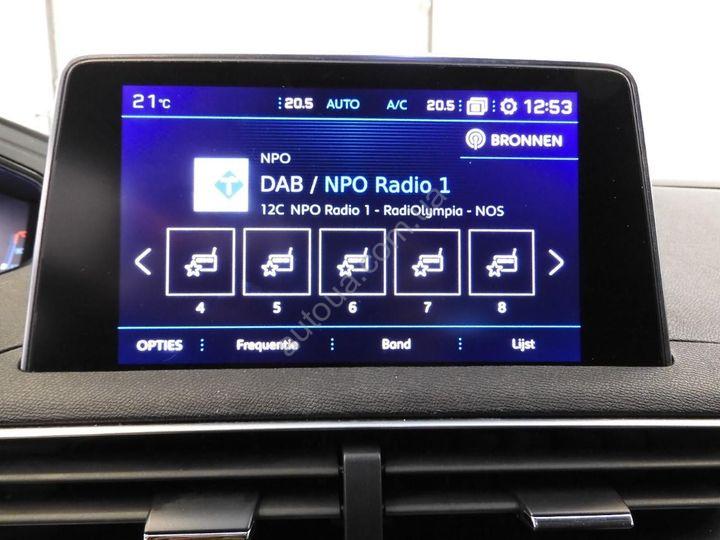 21°C 20.5 AUTO A/C 20.5 12:53
BRONNEN
NPO
DAB / NPO Radio 1
12C NPO Radio 1 - RadiOlympia - NOS
4 5 6 7 8
OPTIES Frequentie Band Lijst
autoua.com.ua